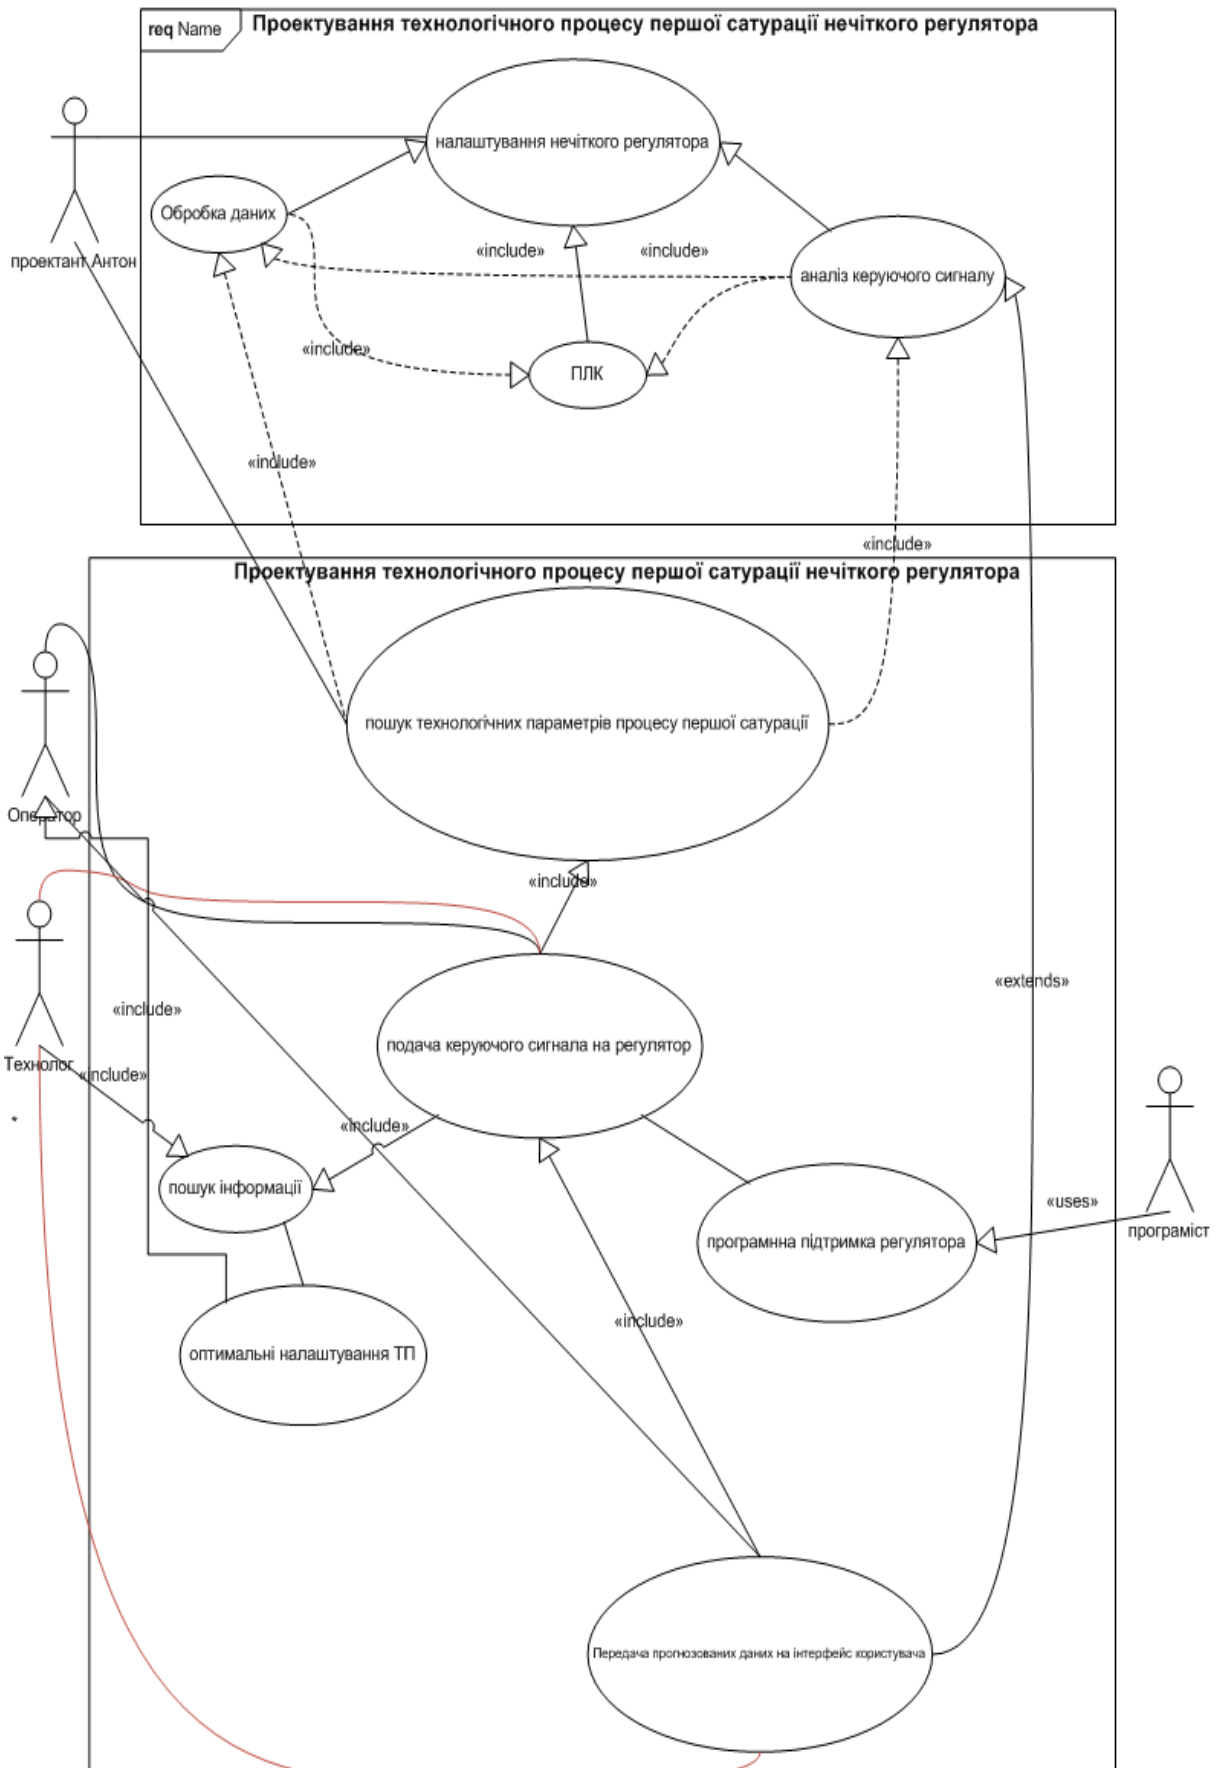 req Name
Проектування технологічного процесу першої сатурації нечіткого регулятора
налаштування нечіткого регулятора
Обробка даних
проектант Антон
«include»
«include»
аналіз керуючого сигналу
«include»
ПЛК
«include»
«include»
Проектування технологічного процесу першої сатурації нечіткого регулятора
пошук технологічних параметрів процесу першої сатурації
Оператор
«include»
«extends»
«include»
подача керуючого сигнала на регулятор
Технолог
«include»
*
«include»
пошук інформації
«uses»
програміст
програмнна підтримка регулятора
«include»
оптимальні налаштування ТП
Передача прогнозованих даних на інтерфейс користувача